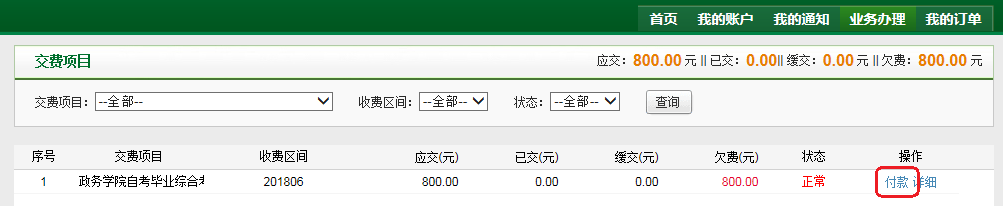 首页 我的账户 我的通知 业务办理 我的订单
交费项目 应交：800.00 元 || 已交：0.00|| 缓交：0.00 元 || 欠费：800.00 元
交费项目： --全部-- 收费区间： --全部-- 状态： --全部-- 查询
序号 交费项目 收费区间 应交(元) 已交(元) 缓交(元) 欠费(元) 状态 操作
1 政务学院自考毕业综合 201806 800.00 0.00 0.00 800.00 正常 付款 详细